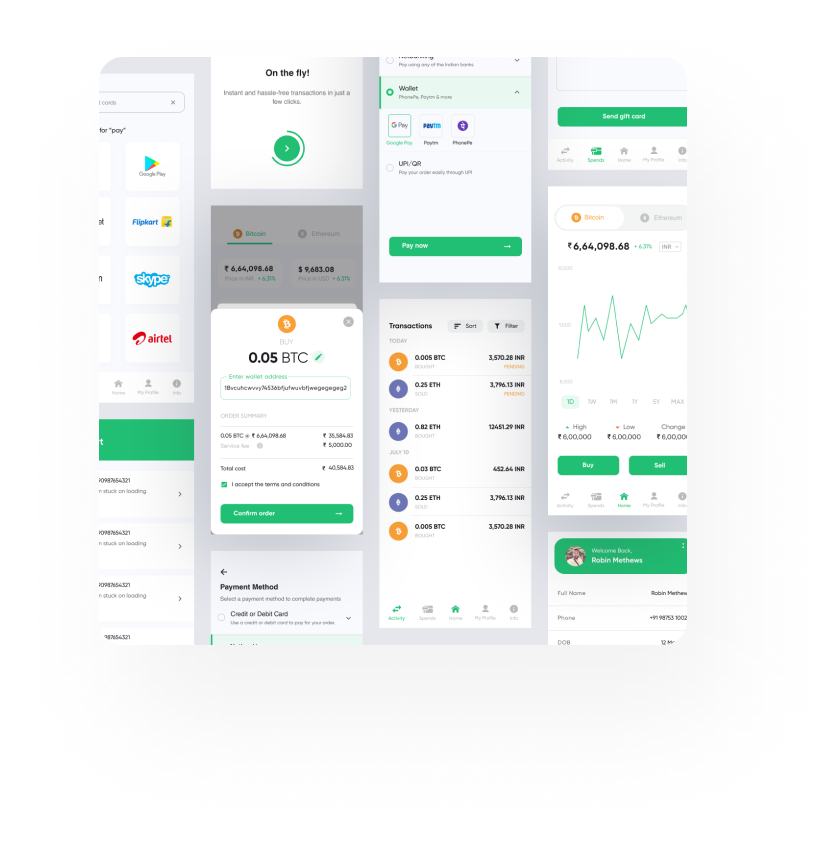 cards ×
for "pay"
Google Play
Flipkart
skype
airtel
Home My Profile Info
0987654321
n stuck on loading
0987654321
n stuck on loading
0987654321
n stuck on loading
0987654321
On the fly!
Instant and hassle-free transactions in just a
few clicks.
Bitcoin Ethereum
₹ 6,64,098.68 $ 9,683.08
Price in INR +6.31% Price in USD +6.31%
BUY
0.05 BTC
Enter wallet address
18vcuhcwvvy74536bfjufwuvbfjwegegegeg2
ORDER SUMMARY
0.05 BTC @ ₹ 6,64,098.68 ₹ 35,584.83
Service fee ₹ 5,000.00
Total cost ₹ 40,584.83
I accept the terms and conditions
Confirm order →
←
Payment Method
Select a payment method to complete payments
Credit or Debit Card
Use a credit or debit card to pay for your order.
Pay using any of the Indian banks
Wallet
PhonePe, Paytm & more
G Pay Paytm
Google Pay Paytm PhonePe
UPI/QR
Pay your order easily through UPI
Pay now →
Transactions Sort Filter
TODAY
0.005 BTC 3,570.28 INR
BOUGHT PENDING
0.25 ETH 3,796.13 INR
SOLD PENDING
YESTERDAY
0.82 ETH 12451.29 INR
BOUGHT
JULY 10
0.03 BTC 452.64 INR
BOUGHT
0.25 ETH 3,796.13 INR
SOLD
0.005 BTC 3,570.28 INR
BOUGHT
Activity Spends Home My Profile Info
Send gift card
Activity Spends Home My Profile Info
Bitcoin Ethereum
₹ 6,64,098.68 +6.31% INR
1D 1W 1M 1Y 5Y MAX
High Low Change
₹ 6,00,000 ₹ 6,00,000 ₹ 6,00,00
Buy Sell
Activity Spends Home My Profile Info
Welcome Back,
Robin Methews
Full Name Robin Methew
Phone +91 98753 1002
DOB 12 M